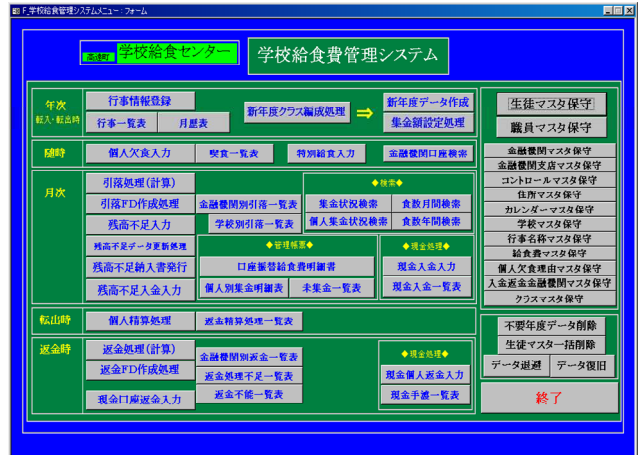 F_学校給食管理システムメニュー : フォーム
高遠町 学校給食センター
学校給食費管理システム
年次
転入・転出時
行事情報登録
行事一覧表 月歴表
新年度クラス編成処理 ⇒
新年度データ作成
集金額設定処理
随時
個人欠食入力 喫食一覧表 特別給食入力 金融機関口座検索
月次
引落処理(計算)
引落FD作成処理 金融機関別引落一覧表
残高不足入力 学校別引落一覧表
残高不足データ更新処理
残高不足納入書発行
残高不足入金入力
◆検索◆
集金状況検索 食数月間検索
個人集金状況検索 食数年間検索
◆管理帳票◆
口座振替給食費明細書
個人別集金明細表 未集金一覧表
◆現金処理◆
現金入金入力
現金入金一覧表
転出時
個人精算処理 返金精算処理一覧表
返金時
返金処理(計算)
返金FD作成処理
現金口座返金入力
金融機関別返金一覧表
返金処理不足一覧表
返金不能一覧表
◆現金処理◆
現金個人返金入力
現金手渡一覧表
生徒マスタ保守
職員マスタ保守
金融機関マスタ保守
金融機関支店マスタ保守
コントロールマスタ保守
住所マスタ保守
カレンダーマスタ保守
学校マスタ保守
行事名称マスタ保守
給食費マスタ保守
個人欠食理由マスタ保守
入金返金金融機関マスタ保守
クラスマスタ保守
不要年度データ削除
生徒マスター括削除
データ退避 データ復旧
終了